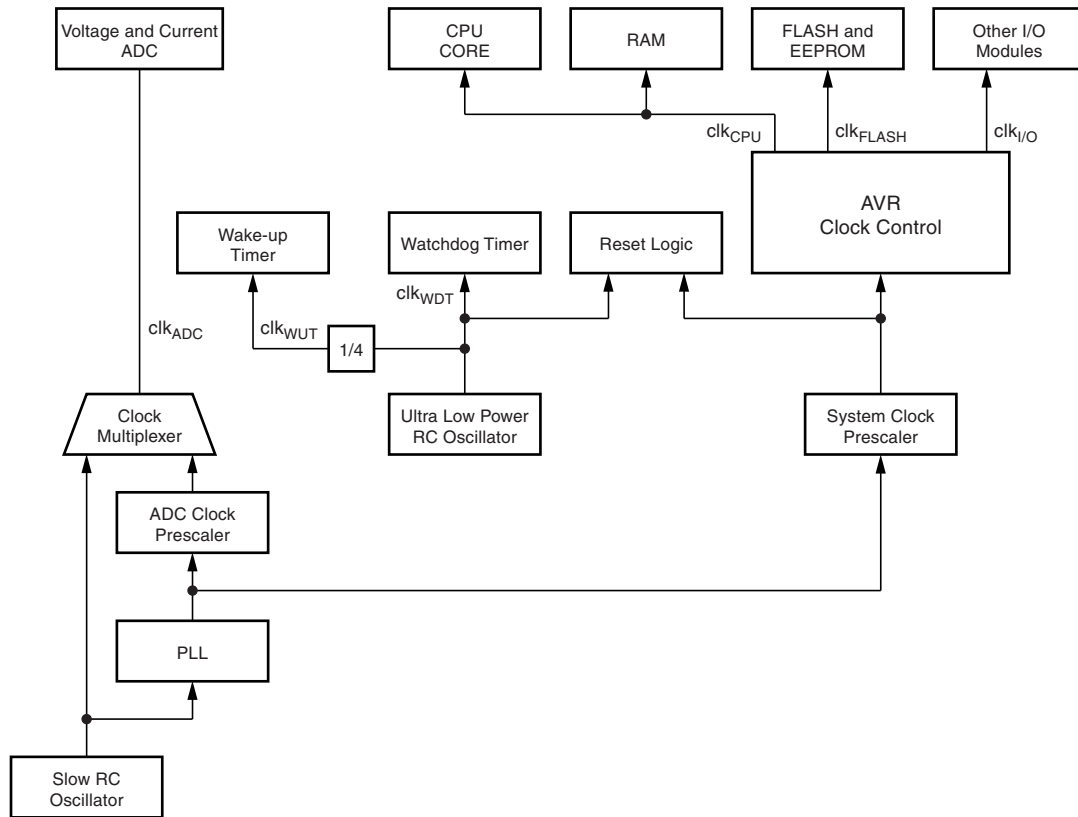 Voltage and Current
ADC
CPU
CORE
RAM
FLASH and
EEPROM
Other I/O
Modules
clkCPU
clkFLASH
clkI/O
AVR
Clock Control
Wake-up
Timer
Watchdog Timer
Reset Logic
clkWDT
clkADC
clkWUT
1/4
Clock
Multiplexer
Ultra Low Power
RC Oscillator
System Clock
Prescaler
ADC Clock
Prescaler
PLL
Slow RC
Oscillator